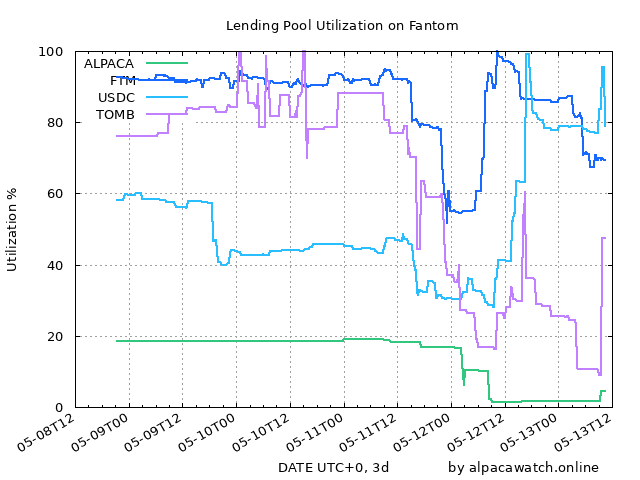 Lending Pool Utilization on Fantom
100
80
60
40
20
0
Utilization %
ALPACA
FTM
USDC
TOMB
05-08T12
05-09T00
05-09T12
05-10T00
05-10T12
05-11T00
05-11T12
05-12T00
05-12T12
05-13T00
05-13T12
DATE UTC+0, 3d
by alpacawatch.online